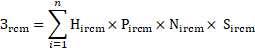 З_rcm = ∑_{i=1}^{n} H_ircm × P_ircm × N_ircm × S_ircm